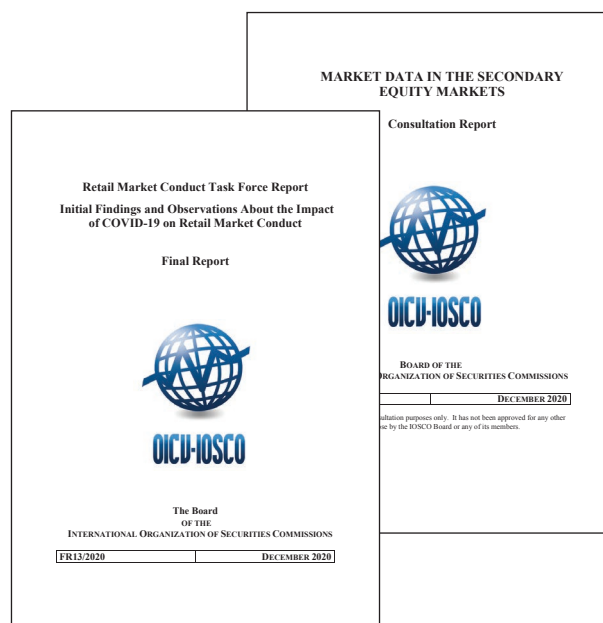 MARKET DATA IN THE SECONDARY
EQUITY MARKETS
Consultation Report
OICU-IOSCO
BOARD OF THE
ORGANIZATION OF SECURITIES COMMISSIONS
DECEMBER 2020
purposes only. It has not been approved for any other
by the IOSCO Board or any of its members.
Retail Market Conduct Task Force Report
Initial Findings and Observations About the Impact
of COVID-19 on Retail Market Conduct
Final Report
OICU-IOSCO
The Board
OF THE
INTERNATIONAL ORGANIZATION OF SECURITIES COMMISSIONS
FR13/2020 DECEMBER 2020